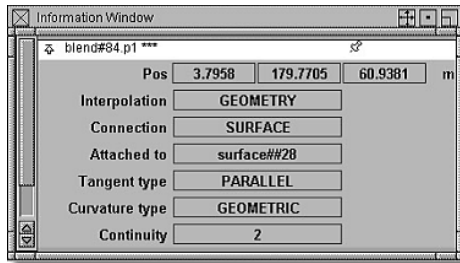 Information Window
blend#84.p1 ***
Pos 3.7958 179.7705 60.9381 m
Interpolation GEOMETRY
Connection SURFACE
Attached to surface##28
Tangent type PARALLEL
Curvature type GEOMETRIC
Continuity 2